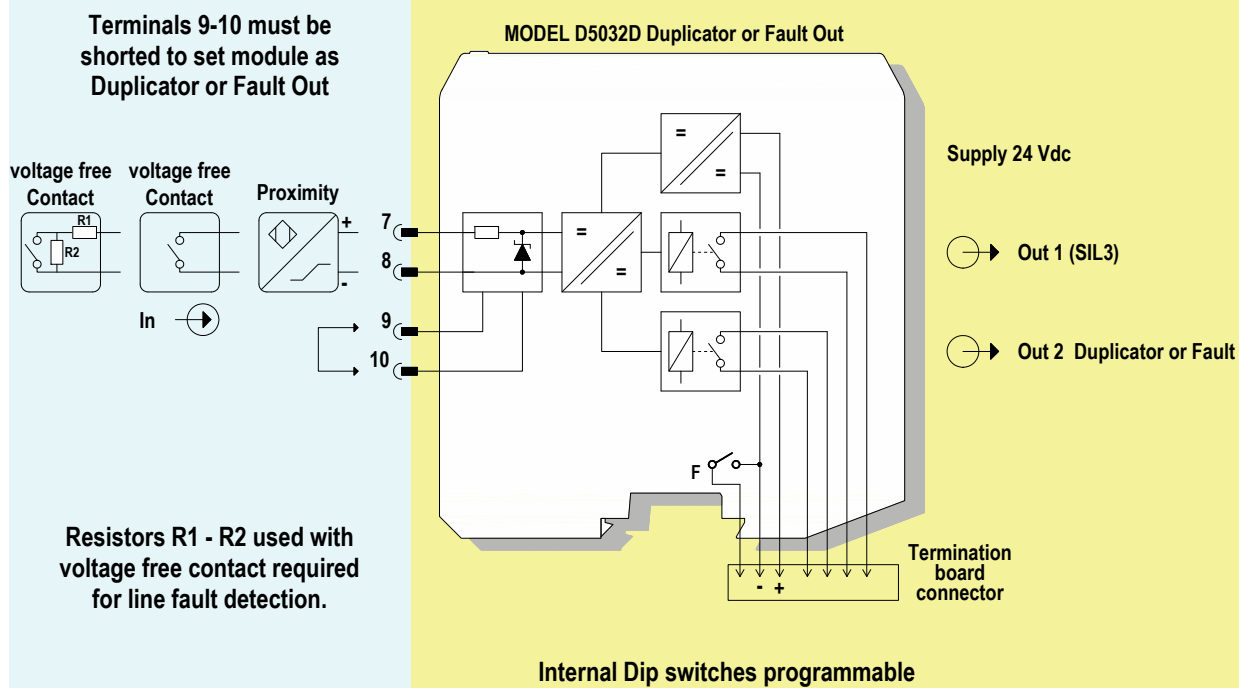 Terminals 9-10 must be
shorted to set module as
Duplicator or Fault Out
MODEL D5032D Duplicator or Fault Out
voltage free
Contact
R1
R2
voltage free
Contact
Proximity
+
-
In
7
8
9
10
=
=
=
=
F
- +
Supply 24 Vdc
Out 1 (SIL3)
Out 2 Duplicator or Fault
Termination
board
connector
Resistors R1 - R2 used with
voltage free contact required
for line fault detection.
Internal Dip switches programmable